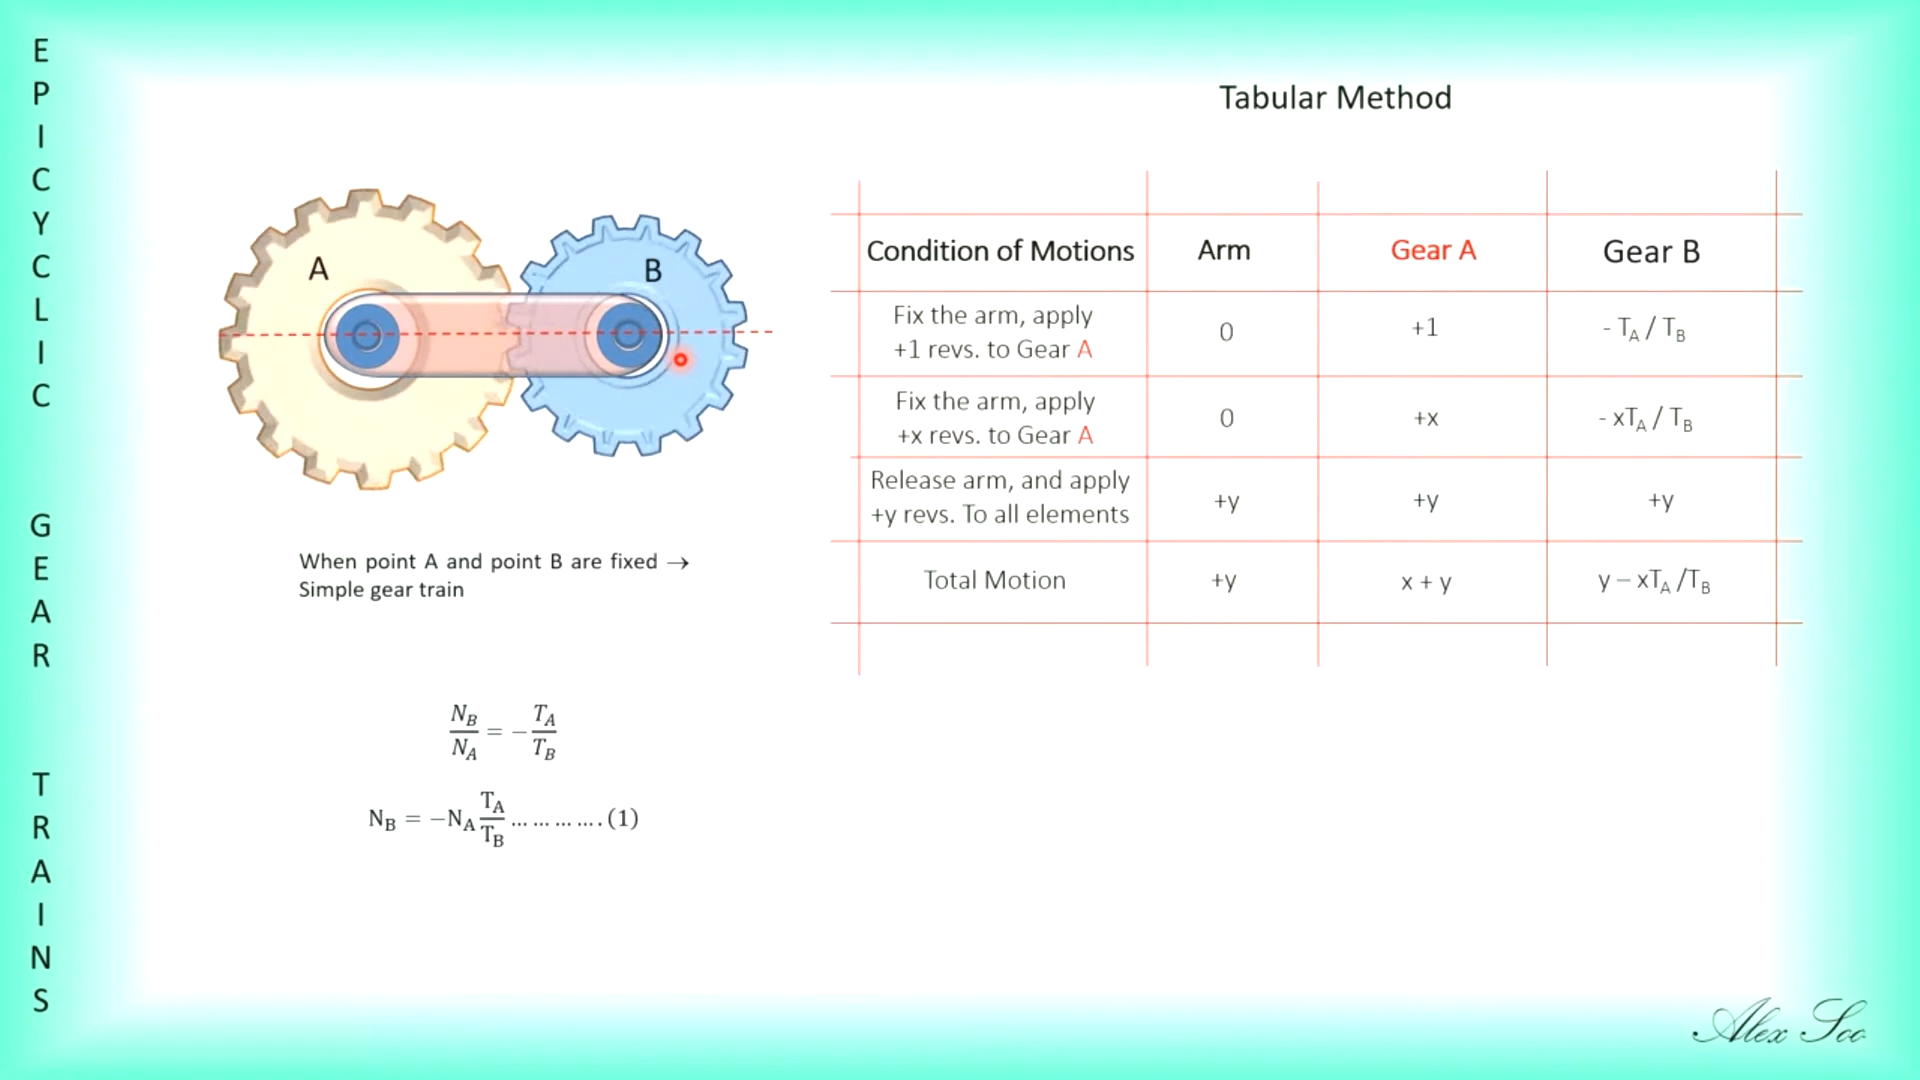 EPICYCLIC GEAR TRAINS
Tabular Method
A
B
Condition of Motions Arm Gear A Gear B
Fix the arm, apply
+1 revs. to Gear A
0 +1 - TA / TB
Fix the arm, apply
+x revs. to Gear A
0 +x - xTA / TB
Release arm, and apply
+y revs. To all elements
+y +y +y
Total Motion +y x + y y – xTA /TB
When point A and point B are fixed →
Simple gear train
NB/NA = − TA/TB
NB = −NA TA/TB … … … …. (1)
Alex Soo